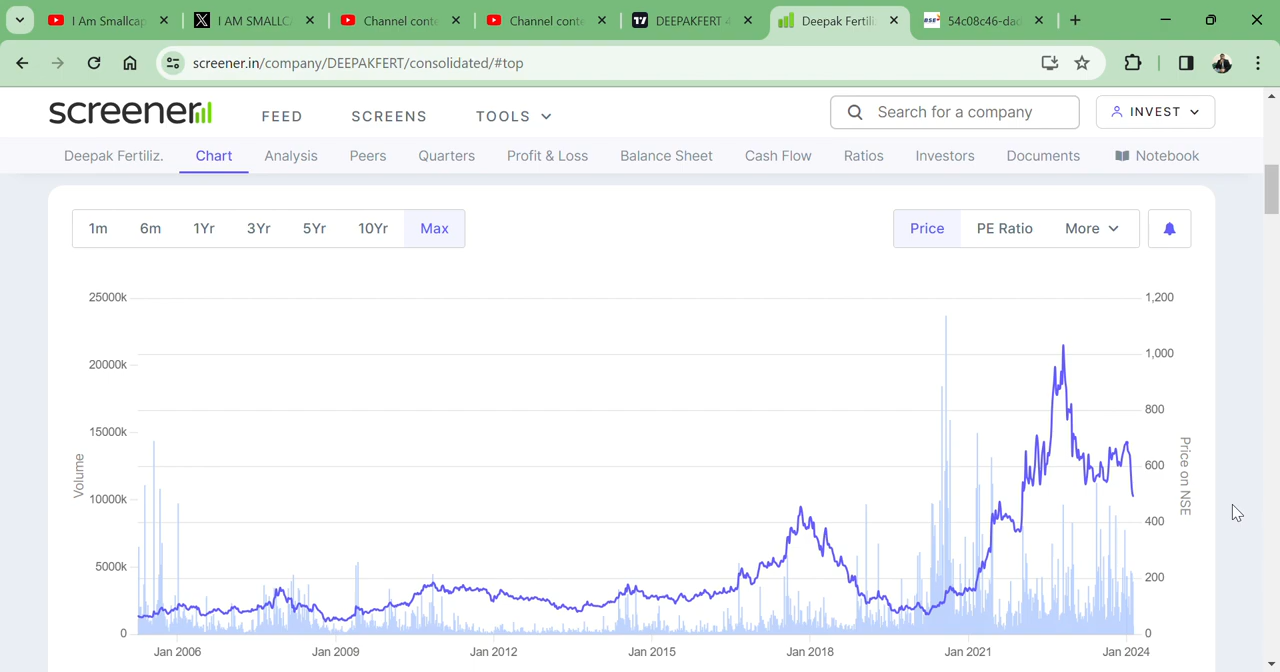 I Am Smallcap
I AM SMALLC
Channel conte
Channel conte
DEEPAKFERT 4
Deepak Fertili
54c08c46-dac
screener.in/company/DEEPAKFERT/consolidated/#top
screener
FEED
SCREENS
TOOLS
Search for a company
INVEST
Deepak Fertiliz.
Chart
Analysis
Peers
Quarters
Profit & Loss
Balance Sheet
Cash Flow
Ratios
Investors
Documents
Notebook
1m
6m
1Yr
3Yr
5Yr
10Yr
Max
Price
PE Ratio
More
25000k
20000k
15000k
10000k
5000k
0
Volume
1,200
1,000
800
600
400
200
0
Price on NSE
Jan 2006
Jan 2009
Jan 2012
Jan 2015
Jan 2018
Jan 2021
Jan 2024